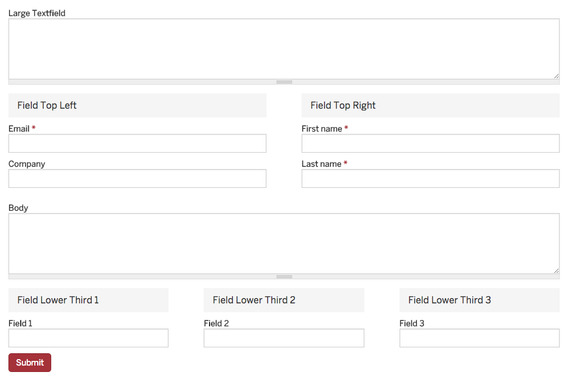 Large Textfield
Field Top Left
Field Top Right
Email *
First name *
Company
Last name *
Body
Field Lower Third 1
Field Lower Third 2
Field Lower Third 3
Field 1
Field 2
Field 3
Submit